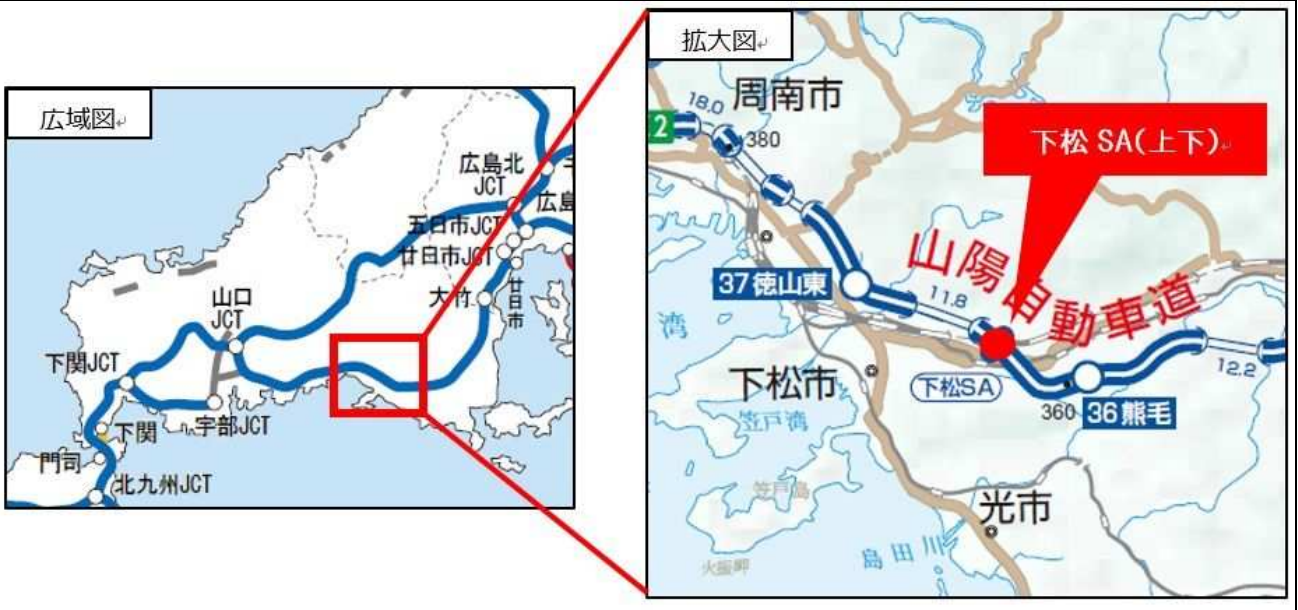 広域図
広島北
JCT
広島
五日市JCT
廿日市JCT
大竹
廿日市
山口
JCT
下関JCT
宇部JCT
下関
門司
北九州JCT
拡大図
周南市
18.0
2
380
下松 SA(上下)
山陽自動車道
37 徳山東
11.8
湾
下松市
下松SA
12.2
360
36 熊毛
笠戸湾
笠戸島
光市
島田川
火振岬